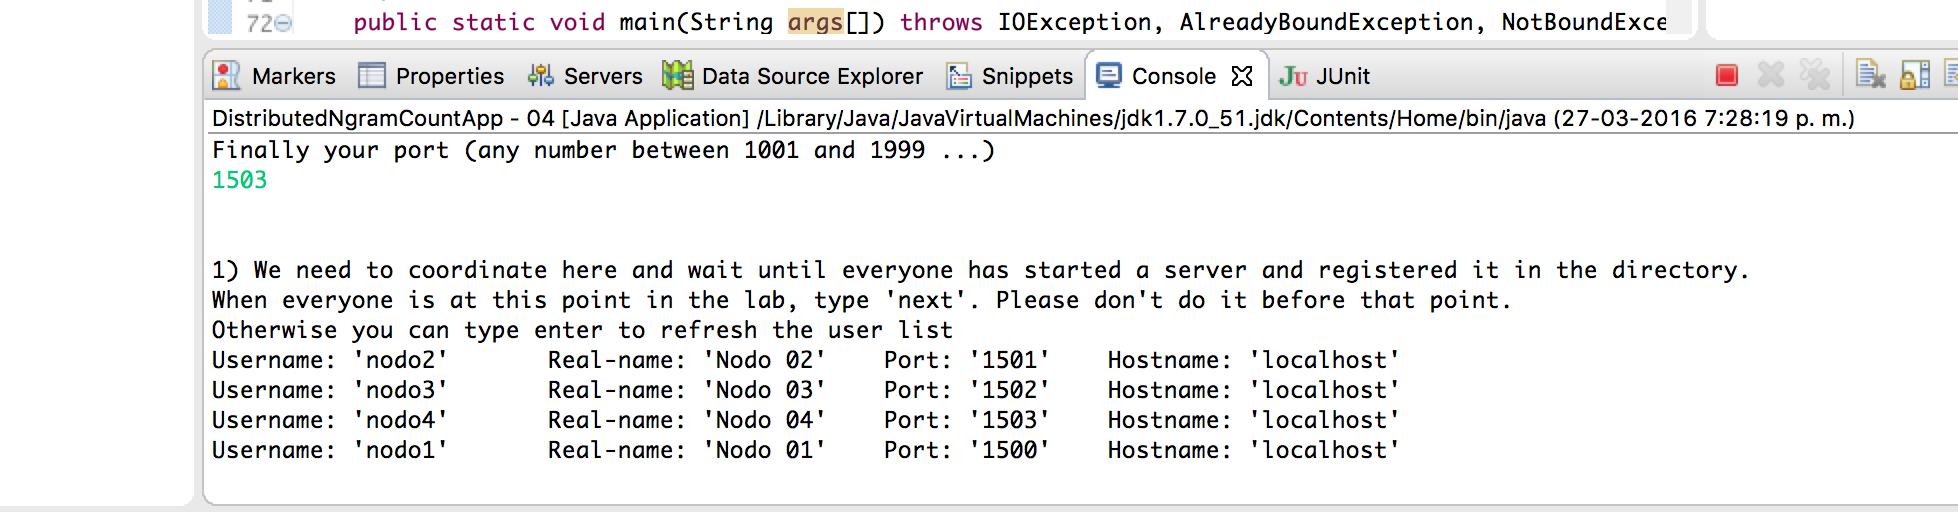 72 public static void main(String args[]) throws IOException, AlreadyBoundException, NotBoundExce
Markers Properties Servers Data Source Explorer Snippets Console JUnit
DistributedNgramCountApp - 04 [Java Application] /Library/Java/JavaVirtualMachines/jdk1.7.0_51.jdk/Contents/Home/bin/java (27-03-2016 7:28:19 p. m.)
Finally your port (any number between 1001 and 1999 ...)
1503
1) We need to coordinate here and wait until everyone has started a server and registered it in the directory.
When everyone is at this point in the lab, type 'next'. Please don't do it before that point.
Otherwise you can type enter to refresh the user list
Username: 'nodo2' Real-name: 'Nodo 02' Port: '1501' Hostname: 'localhost'
Username: 'nodo3' Real-name: 'Nodo 03' Port: '1502' Hostname: 'localhost'
Username: 'nodo4' Real-name: 'Nodo 04' Port: '1503' Hostname: 'localhost'
Username: 'nodo1' Real-name: 'Nodo 01' Port: '1500' Hostname: 'localhost'